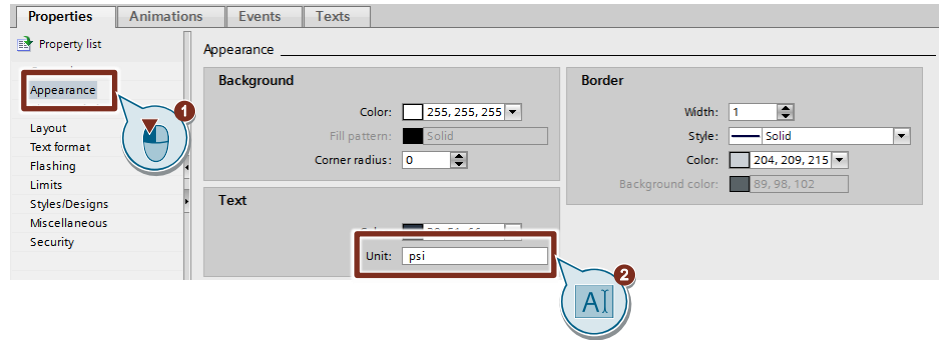 Properties Animations Events Texts
Property list
Appearance
Appearance
Layout
Text format
Flashing
Limits
Styles/Designs
Miscellaneous
Security
1
Background
Color: 255, 255, 255
Fill pattern: Solid
Corner radius: 0
Text
Unit: psi
2
A
Border
Width: 1
Style: Solid
Color: 204, 209, 215
Background color: 89, 98, 102